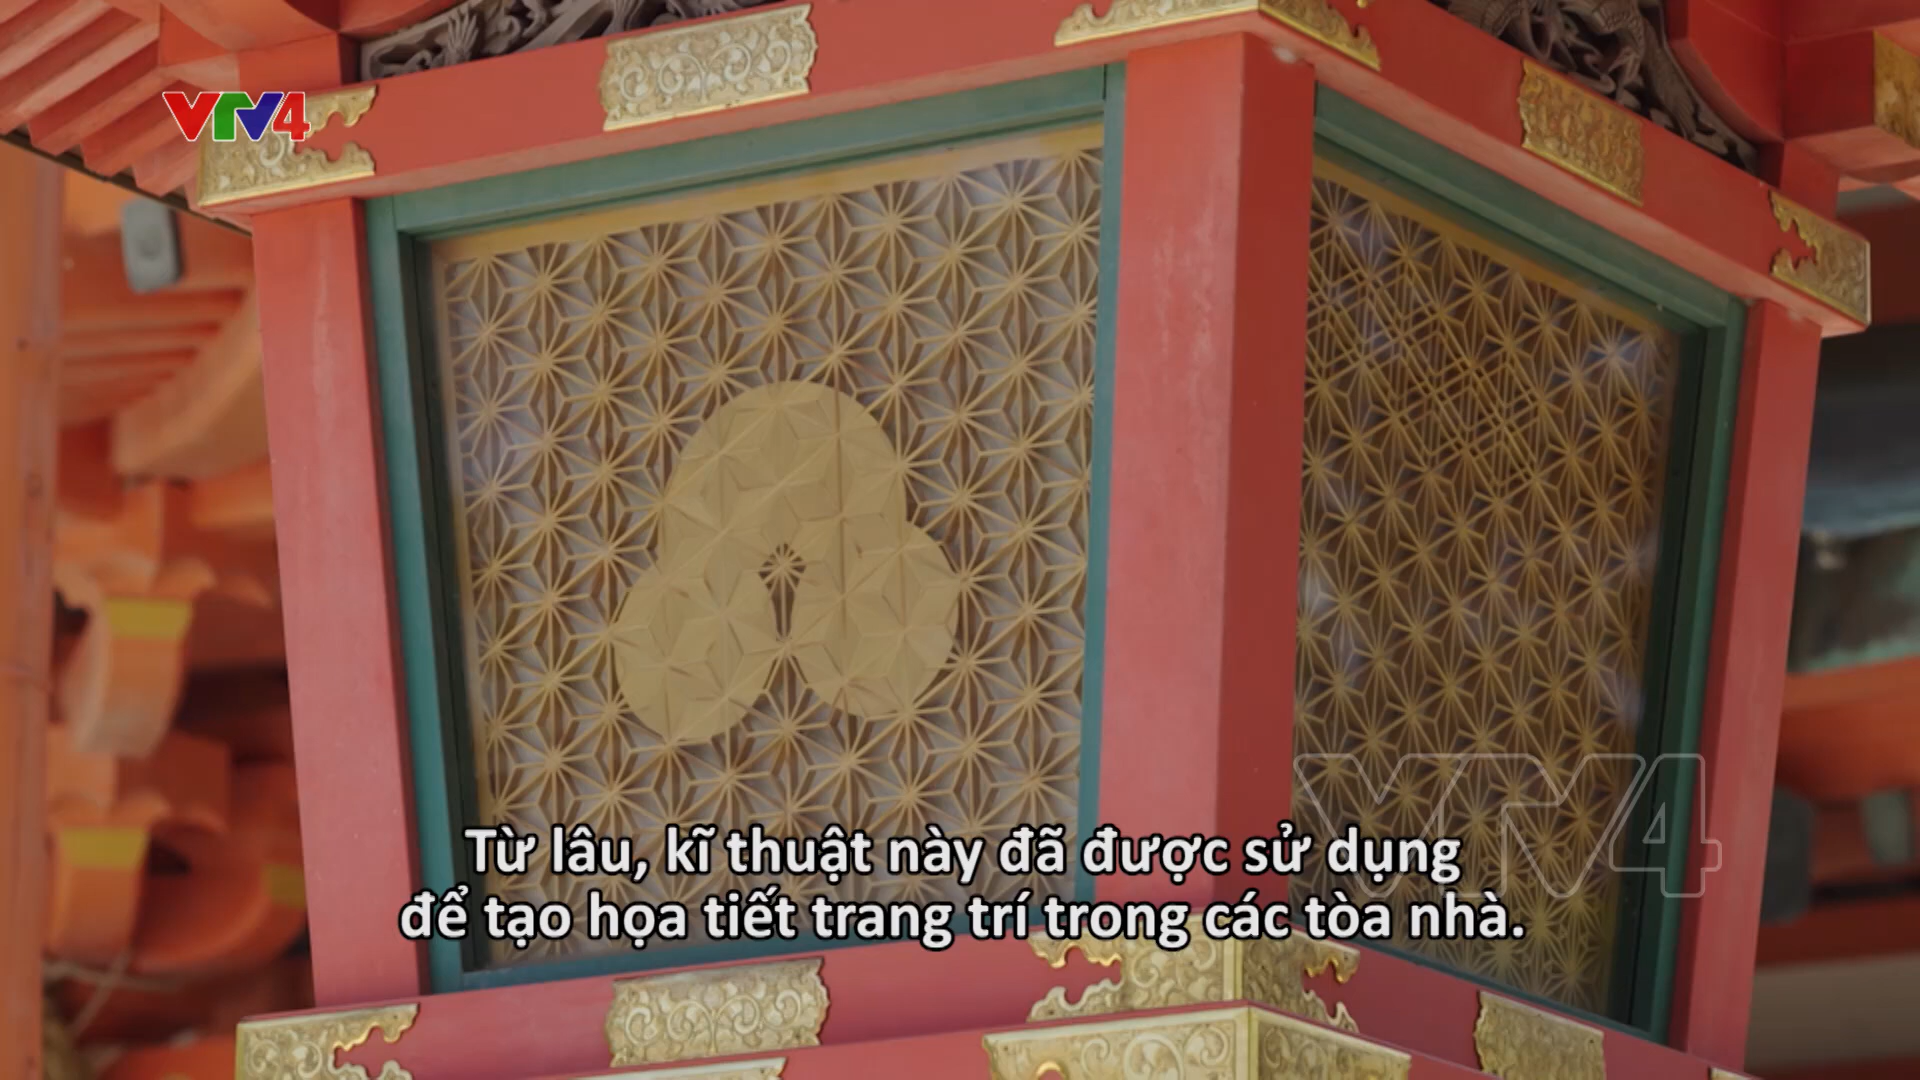 VTV4
Từ lâu, kĩ thuật này đã được sử dụng
để tạo họa tiết trang trí trong các tòa nhà.
VTV4